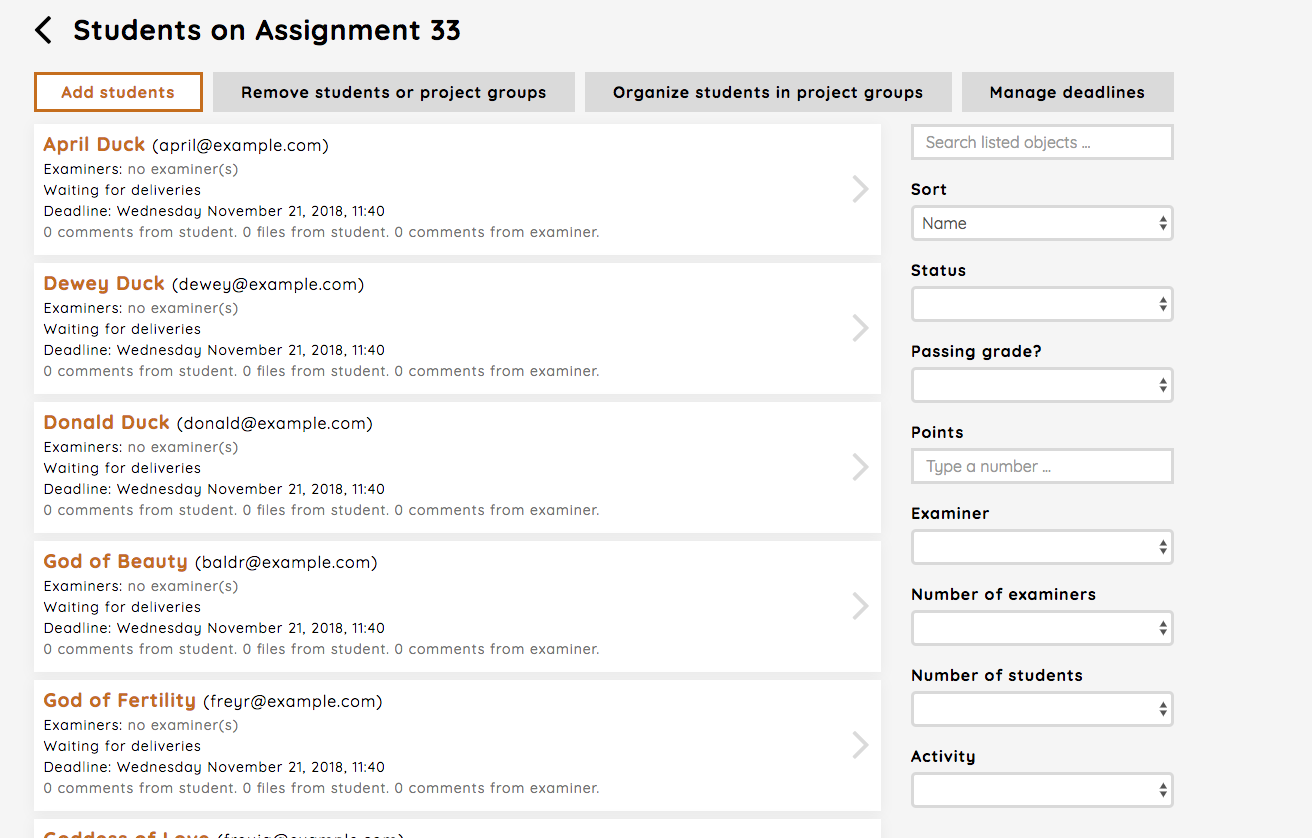 Students on Assignment 33
Add students
Remove students or project groups
Organize students in project groups
Manage deadlines
April Duck (april@example.com)
Examiners: no examiner(s)
Waiting for deliveries
Deadline: Wednesday November 21, 2018, 11:40
0 comments from student. 0 files from student. 0 comments from examiner.
Dewey Duck (dewey@example.com)
Examiners: no examiner(s)
Waiting for deliveries
Deadline: Wednesday November 21, 2018, 11:40
0 comments from student. 0 files from student. 0 comments from examiner.
Donald Duck (donald@example.com)
Examiners: no examiner(s)
Waiting for deliveries
Deadline: Wednesday November 21, 2018, 11:40
0 comments from student. 0 files from student. 0 comments from examiner.
God of Beauty (baldr@example.com)
Examiners: no examiner(s)
Waiting for deliveries
Deadline: Wednesday November 21, 2018, 11:40
0 comments from student. 0 files from student. 0 comments from examiner.
God of Fertility (freyr@example.com)
Examiners: no examiner(s)
Waiting for deliveries
Deadline: Wednesday November 21, 2018, 11:40
0 comments from student. 0 files from student. 0 comments from examiner.
Goddess of Love
Search listed objects ...
Sort
Name
Status
Passing grade?
Points
Type a number ...
Examiner
Number of examiners
Number of students
Activity